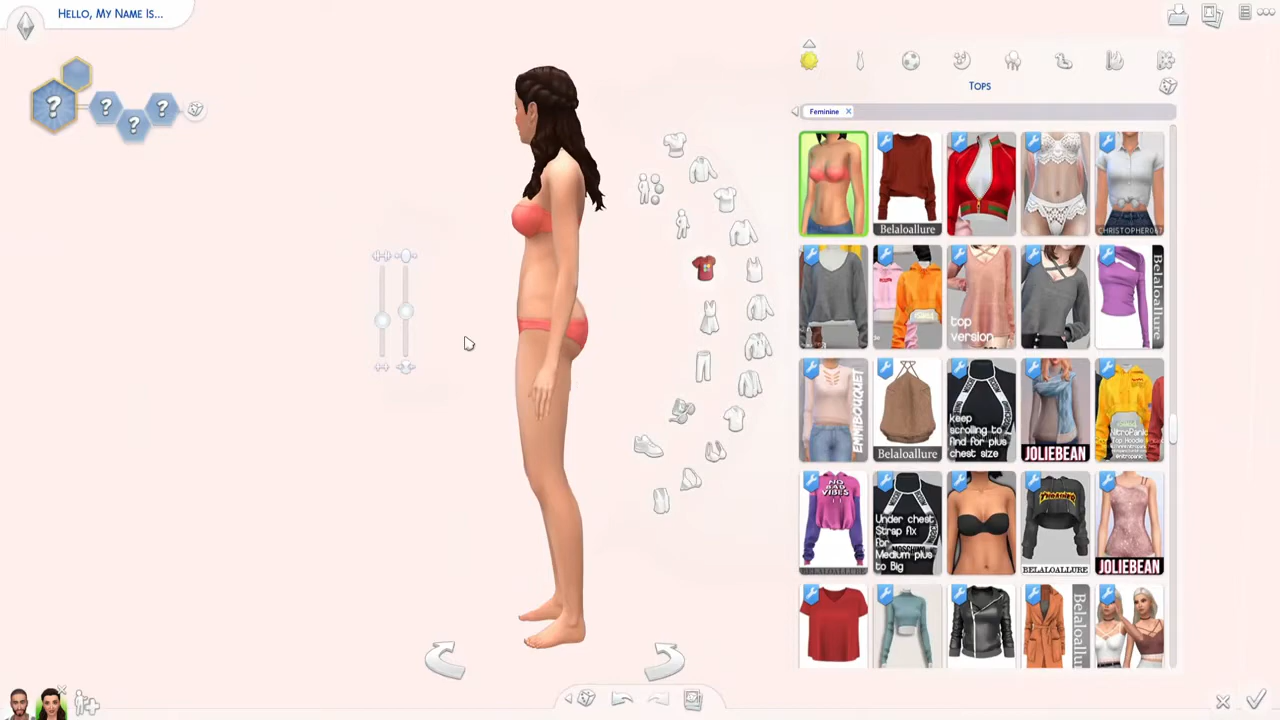 Hello, My Name Is...
?
?
?
?
Tops
Feminine
Belaloallure
CHRISTOPHER067
top
version
Belaloallure
EMMIBOUQUET
Belaloallure
keep
scrolling to
find for plus
chest size
JOLIEBEAN
NitroPanic
NO
BAD
VIBES
Under chest
Strap fix
for
Medium plus
to Big
BELALOALLURE
JOLIEBEAN
Belaloallure